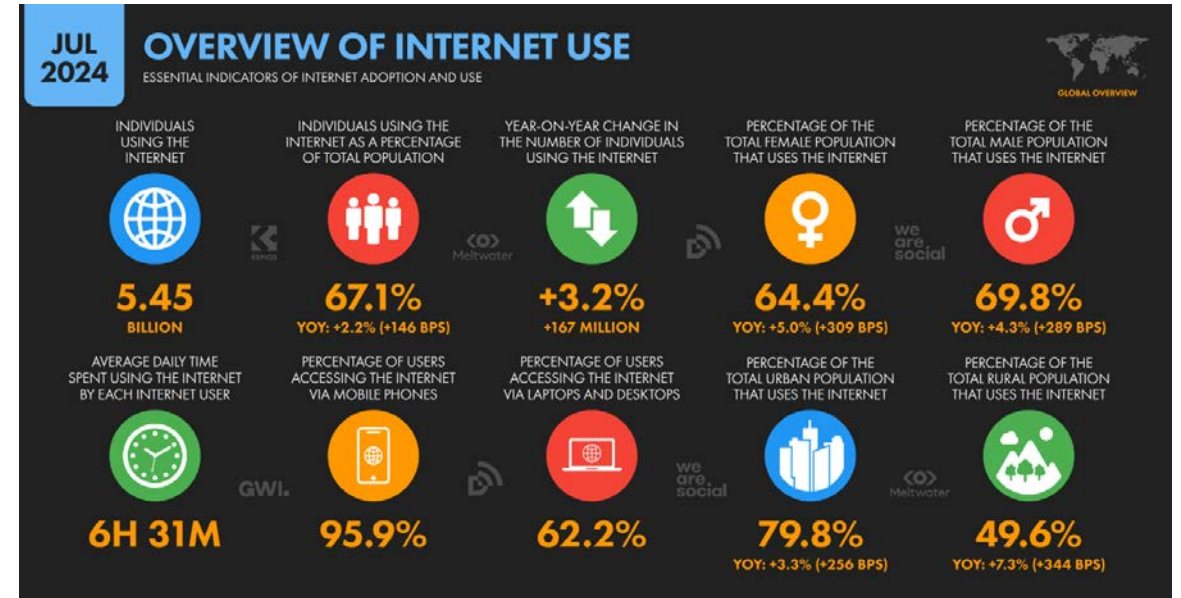 JUL
2024
OVERVIEW OF INTERNET USE
ESSENTIAL INDICATORS OF INTERNET ADOPTION AND USE
GLOBAL OVERVIEW
INDIVIDUALS
USING THE
INTERNET
5.45
BILLION
INDIVIDUALS USING THE
INTERNET AS A PERCENTAGE
OF TOTAL POPULATION
67.1%
YOY: +2.2% (+146 BPS)
YEAR-ON-YEAR CHANGE IN
THE NUMBER OF INDIVIDUALS
USING THE INTERNET
+3.2%
+167 MILLION
PERCENTAGE OF THE
TOTAL FEMALE POPULATION
THAT USES THE INTERNET
64.4%
YOY: +5.0% (+309 BPS)
PERCENTAGE OF THE
TOTAL MALE POPULATION
THAT USES THE INTERNET
69.8%
YOY: +4.3% (+289 BPS)
KEPIOS
Meltwater
we
are
social
AVERAGE DAILY TIME
SPENT USING THE INTERNET
BY EACH INTERNET USER
6H 31M
PERCENTAGE OF USERS
ACCESSING THE INTERNET
VIA MOBILE PHONES
95.9%
PERCENTAGE OF USERS
ACCESSING THE INTERNET
VIA LAPTOPS AND DESKTOPS
62.2%
PERCENTAGE OF THE
TOTAL URBAN POPULATION
THAT USES THE INTERNET
79.8%
YOY: +3.3% (+256 BPS)
PERCENTAGE OF THE
TOTAL RURAL POPULATION
THAT USES THE INTERNET
49.6%
YOY: +7.3% (+344 BPS)
GWI.
we
are
social
Meltwater